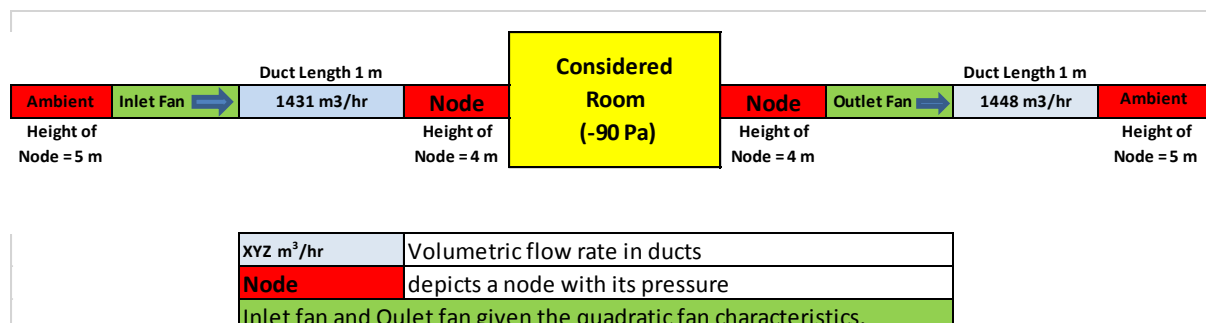 Duct Length 1 m
Considered
Room
(-90 Pa)
Duct Length 1 m
Ambient
Inlet Fan
1431 m3/hr
Node
Node
Outlet Fan
1448 m3/hr
Ambient
Height of
Node = 5 m
Height of
Node = 4 m
Height of
Node = 4 m
Height of
Node = 5 m
XYZ m³/hr
Volumetric flow rate in ducts
Node
depicts a node with its pressure
Inlet fan and Oulet fan given the quadratic fan characteristics.